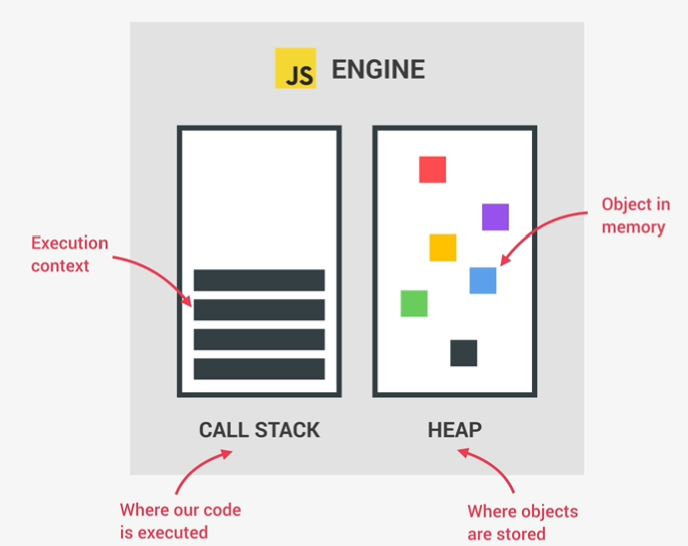 JS ENGINE
Execution
context
Object in
memory
CALL STACK
HEAP
Where our code
is executed
Where objects
are stored